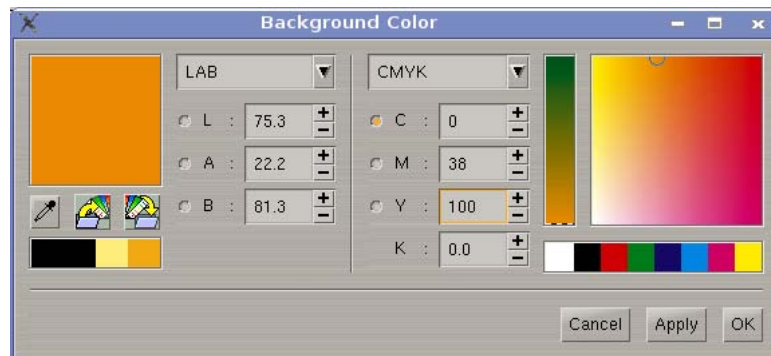 Background Color
LAB CMYK
L : 75.3 C : 0
A : 22.2 M : 38
B : 81.3 Y : 100
K : 0.0
Cancel Apply OK